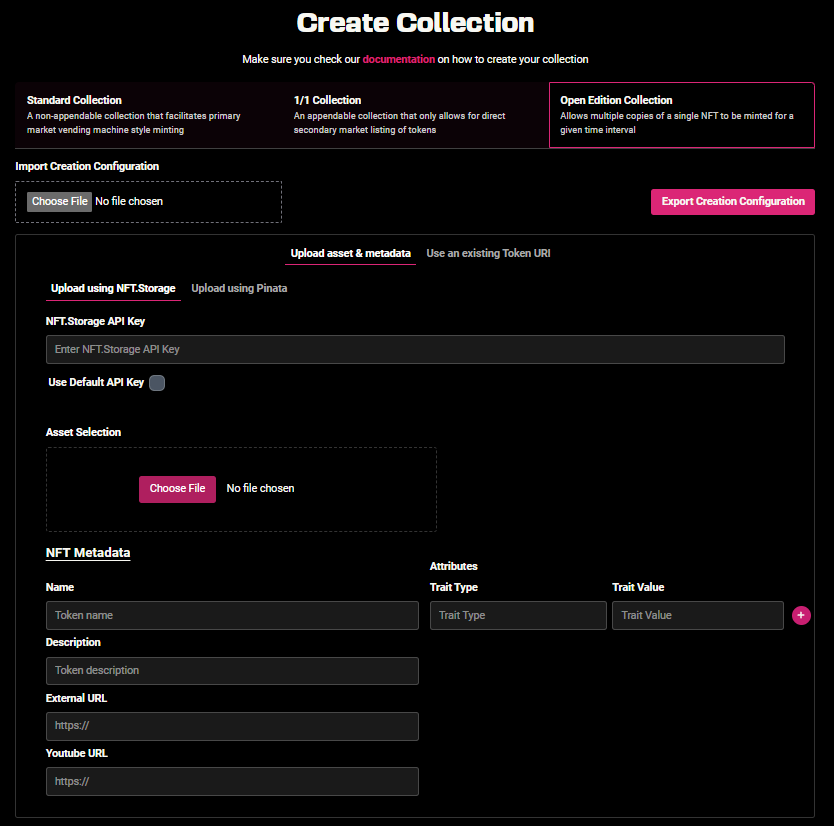 Create Collection
Make sure you check our documentation on how to create your collection
Standard Collection
A non-appendable collection that facilitates primary
market vending machine style minting
1/1 Collection
An appendable collection that only allows for direct
secondary market listing of tokens
Open Edition Collection
Allows multiple copies of a single NFT to be minted for a
given time interval
Import Creation Configuration
Choose File No file chosen
Export Creation Configuration
Upload asset & metadata Use an existing Token URI
Upload using NFT.Storage Upload using Pinata
NFT.Storage API Key
Enter NFT.Storage API Key
Use Default API Key
Asset Selection
Choose File No file chosen
NFT Metadata
Attributes
Name Trait Type Trait Value
Token name Trait Type Trait Value +
Description
Token description
External URL
https://
Youtube URL
https://